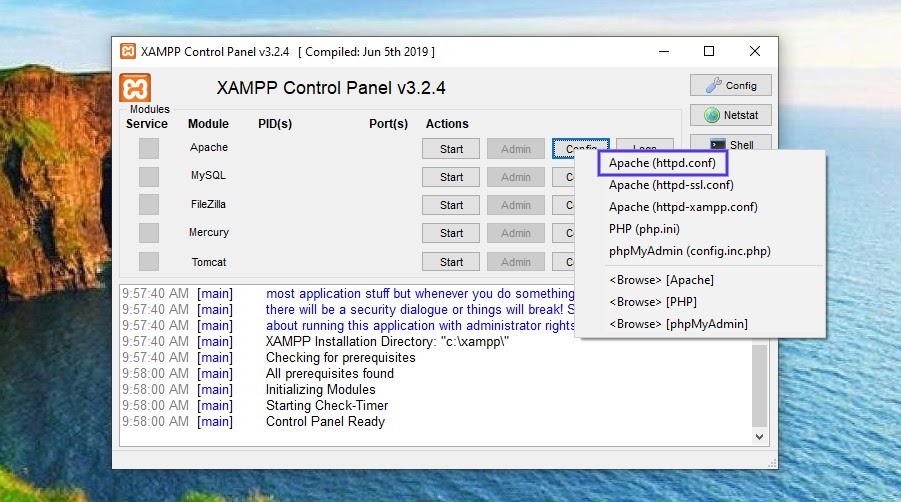 XAMPP Control Panel v3.2.4 [ Compiled: Jun 5th 2019 ]
XAMPP Control Panel v3.2.4
Config
Modules
Service Module PID(s) Port(s) Actions
Netstat
Apache Start Admin Config Logs
Shell
MySQL Start Admin
FileZilla Start Admin
Mercury Start Admin
Tomcat Start Admin
Apache (httpd.conf)
Apache (httpd-ssl.conf)
Apache (httpd-xampp.conf)
PHP (php.ini)
phpMyAdmin (config.inc.php)
<Browse> [Apache]
<Browse> [PHP]
<Browse> [phpMyAdmin]
9:57:40 AM [main] most application stuff but whenever you do something
9:57:40 AM [main] there will be a security dialogue or things will break! S
9:57:40 AM [main] about running this application with administrator rights
9:57:40 AM [main] XAMPP Installation Directory: "c:\xampp\"
9:57:40 AM [main] Checking for prerequisites
9:58:00 AM [main] All prerequisites found
9:58:00 AM [main] Initializing Modules
9:58:00 AM [main] Starting Check-Timer
9:58:00 AM [main] Control Panel Ready